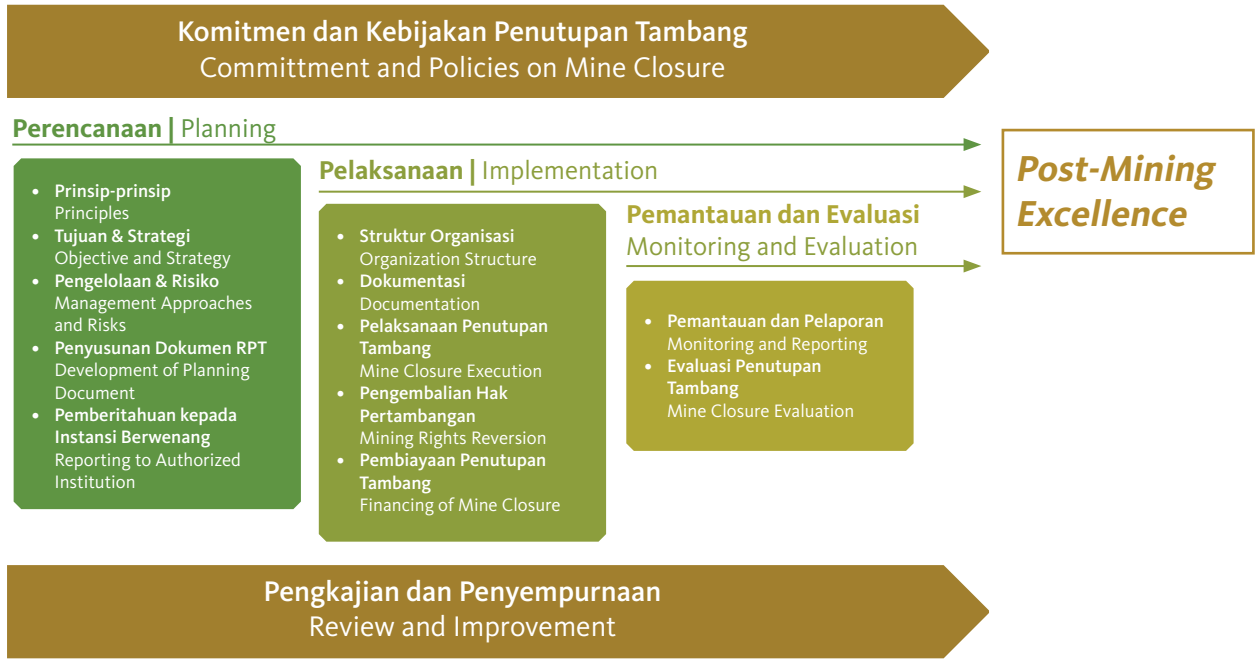 Komitmen dan Kebijakan Penutupan Tambang
Committment and Policies on Mine Closure
Perencanaan | Planning
• Prinsip-prinsip
Principles
• Tujuan & Strategi
Objective and Strategy
• Pengelolaan & Risiko
Management Approaches
and Risks
• Penyusunan Dokumen RPT
Development of Planning
Document
• Pemberitahuan kepada
Instansi Berwenang
Reporting to Authorized
Institution
Pelaksanaan | Implementation
• Struktur Organisasi
Organization Structure
• Dokumentasi
Documentation
• Pelaksanaan Penutupan
Tambang
Mine Closure Execution
• Pengembalian Hak
Pertambangan
Mining Rights Reversion
• Pembiayaan Penutupan
Tambang
Financing of Mine Closure
Pemantauan dan Evaluasi
Monitoring and Evaluation
• Pemantauan dan Pelaporan
Monitoring and Reporting
• Evaluasi Penutupan
Tambang
Mine Closure Evaluation
Post-Mining
Excellence
Pengkajian dan Penyempurnaan
Review and Improvement